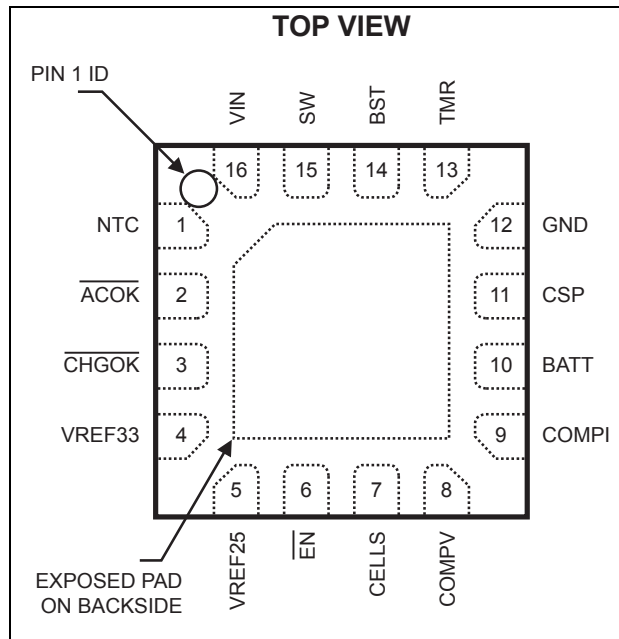 TOP VIEW
PIN 1 ID
VIN
SW
BST
TMR
16
15
14
13
NTC
1
12
GND
ACOK
2
11
CSP
CHGOK
3
10
BATT
VREF33
4
9
COMPI
5
6
7
8
VREF25
EN
CELLS
COMPV
EXPOSED PAD
ON BACKSIDE